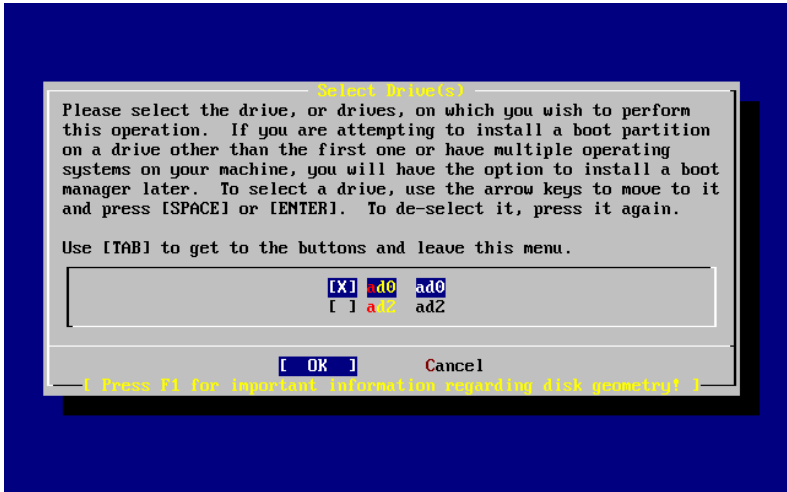 Select Drive(s)
Please select the drive, or drives, on which you wish to perform
this operation.  If you are attempting to install a boot partition
on a drive other than the first one or have multiple operating
systems on your machine, you will have the option to install a boot
manager later.  To select a drive, use the arrow keys to move to it
and press [SPACE] or [ENTER].  To de-select it, press it again.
Use [TAB] to get to the buttons and leave this menu.
[X] ad0  ad0
[ ] ad2  ad2
[  OK  ]       Cancel
[ Press F1 for important information regarding disk geometry! ]